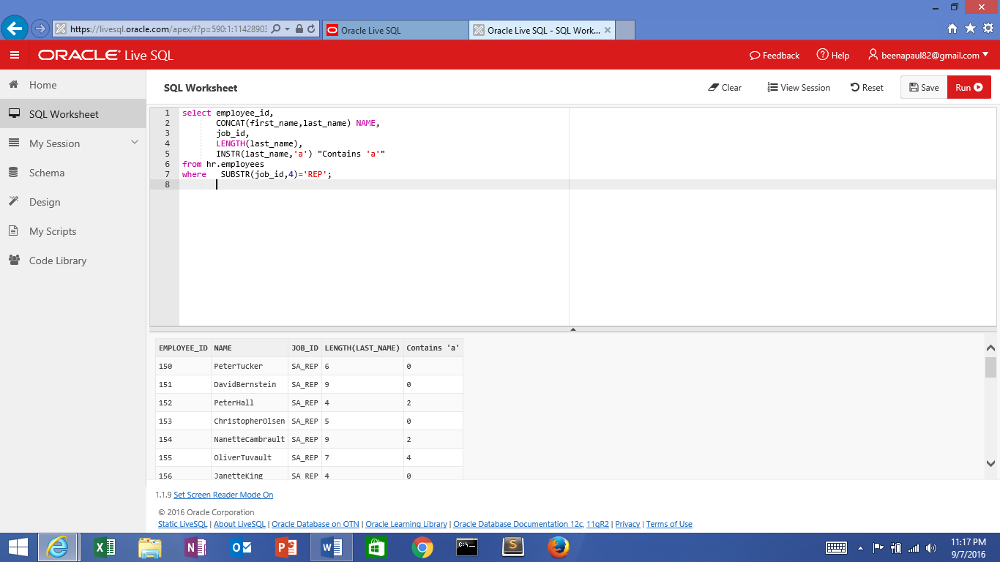 https://livesql.oracle.com/apex/f?p=590:1:11428903
Oracle Live SQL
Oracle Live SQL - SQL Work...
ORACLE Live SQL
Feedback
Help
beenapaul82@gmail.com
Home
SQL Worksheet
My Session
Schema
Design
My Scripts
Code Library
SQL Worksheet
Clear
View Session
Reset
Save
Run
1 select employee_id,
2 CONCAT(first_name,last_name) NAME,
3 job_id,
4 LENGTH(last_name),
5 INSTR(last_name,'a') "Contains 'a'"
6 from hr.employees
7 where SUBSTR(job_id,4)='REP';
8
EMPLOYEE_ID NAME JOB_ID LENGTH(LAST_NAME) Contains 'a'
150 PeterTucker SA_REP 6 0
151 DavidBernstein SA_REP 9 0
152 PeterHall SA_REP 4 2
153 ChristopherOlsen SA_REP 5 0
154 NanetteCambrault SA_REP 9 2
155 OliverTuvault SA_REP 7 4
156 JanetteKing SA_REP 4 0
1.1.9 Set Screen Reader Mode On
© 2016 Oracle Corporation
Static LiveSQL | About LiveSQL | Oracle Database on OTN | Oracle Learning Library | Oracle Database Documentation 12c, 11gR2 | Privacy | Terms of Use
11:17 PM
9/7/2016